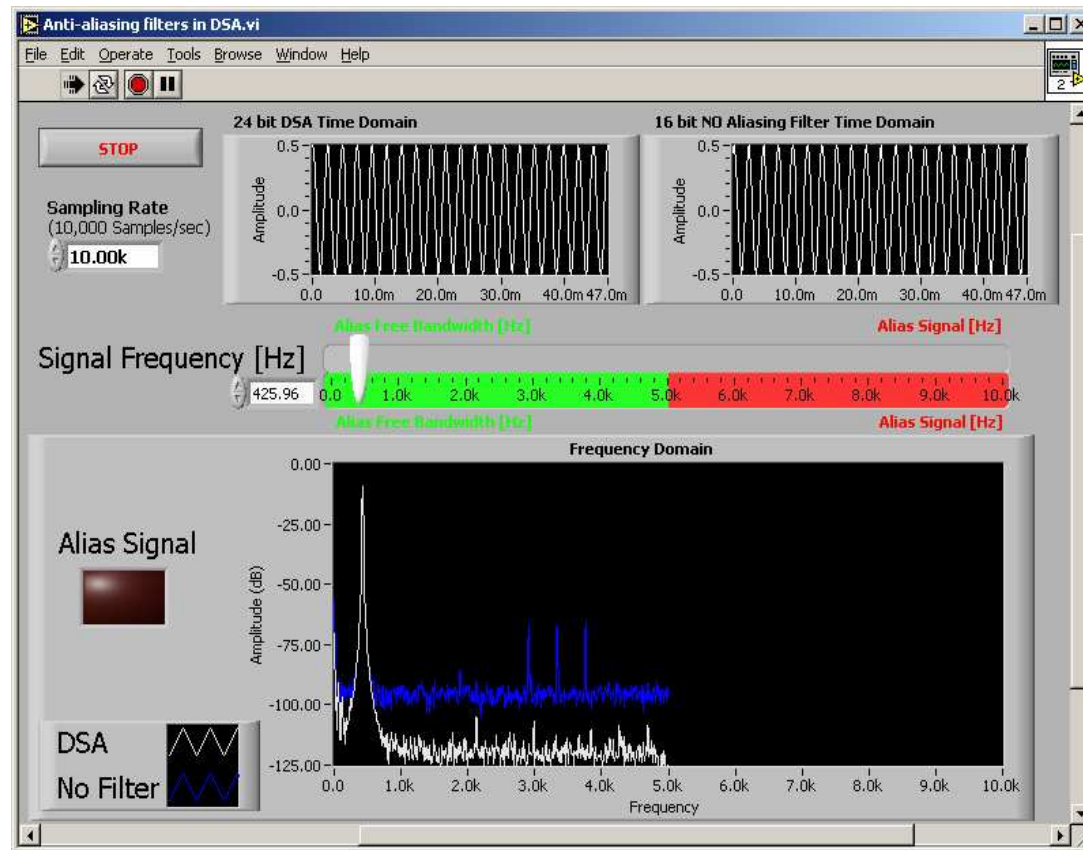 Anti-aliasing filters in DSA.vi
File Edit Operate Tools Browse Window Help
2
STOP
Sampling Rate
(10,000 Samples/sec)
10.00k
24 bit DSA Time Domain
Amplitude
0.5
0.0
-0.5
0.0 10.0m 20.0m 30.0m 40.0m 47.0m
16 bit NO Aliasing Filter Time Domain
Amplitude
0.5
0.0
-0.5
0.0 10.0m 20.0m 30.0m 40.0m 47.0m
Alias Free Bandwidth [Hz] Alias Signal [Hz]
Signal Frequency [Hz]
425.96
0.0 1.0k 2.0k 3.0k 4.0k 5.0k 6.0k 7.0k 8.0k 9.0k 10.0k
Alias Free Bandwidth [Hz] Alias Signal [Hz]
Frequency Domain
Alias Signal
Amplitude (dB)
0.00
-25.00
-50.00
-75.00
-100.00
-125.00
0.0 1.0k 2.0k 3.0k 4.0k 5.0k 6.0k 7.0k 8.0k 9.0k 10.0k
Frequency
DSA
No Filter